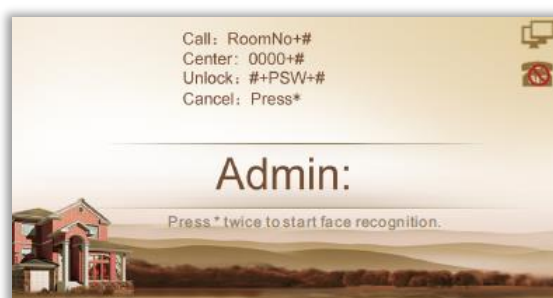 Call：RoomNo+#
Center：0000+#
Unlock：#+PSW+#
Cancel：Press*
Admin:
Press * twice to start face recognition.